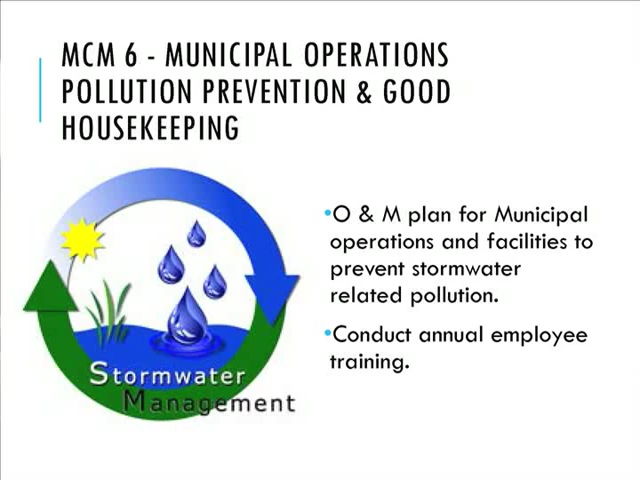 MCM 6 - MUNICIPAL OPERATIONS
POLLUTION PREVENTION & GOOD
HOUSEKEEPING
•O & M plan for Municipal
operations and facilities to
prevent stormwater
related pollution.
•Conduct annual employee
training.
Stormwater
Management